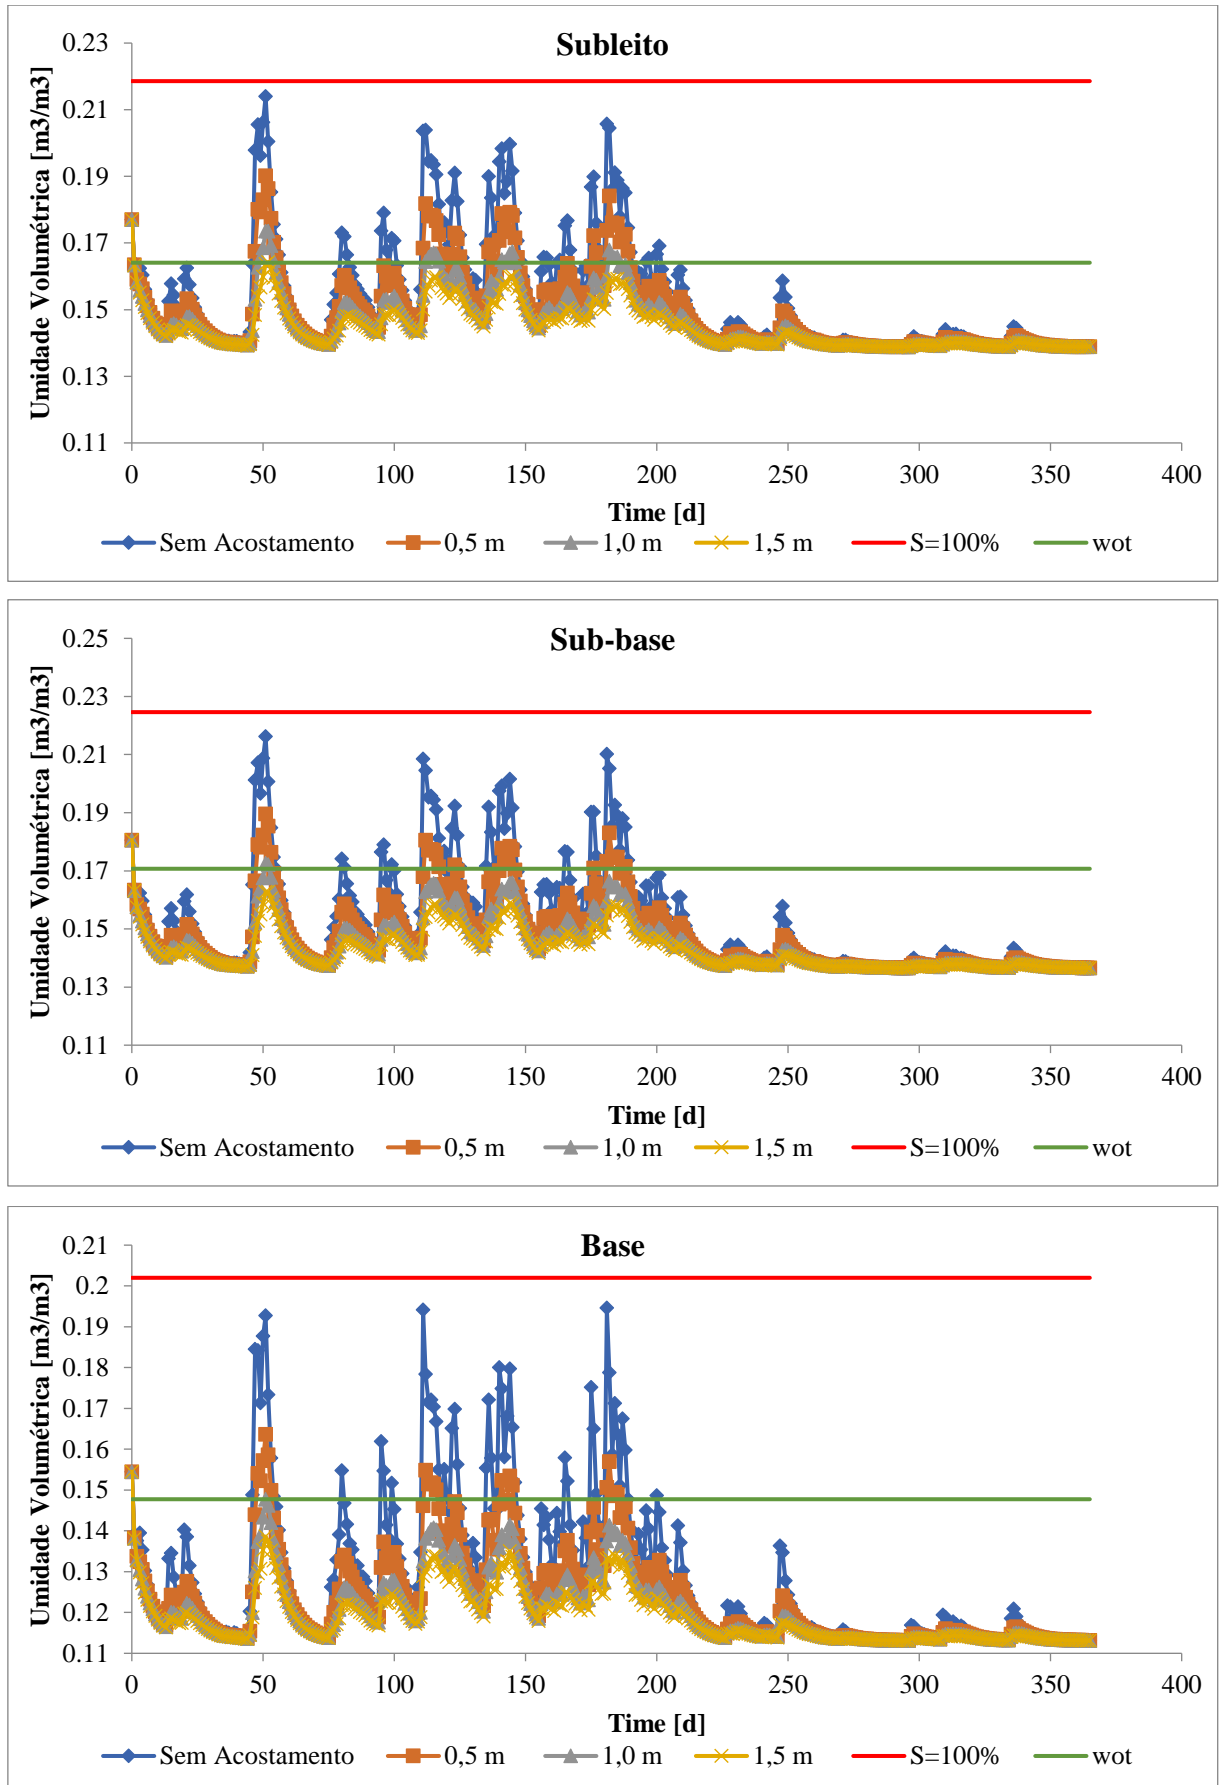 Subleito
Umidade Volumétrica [m3/m3]
0.23
0.21
0.19
0.17
0.15
0.13
0.11
0 50 100 150 200 250 300 350 400
Time [d]
Sem Acostamento 0,5 m 1,0 m 1,5 m S=100% wot
Sub-base
Umidade Volumétrica [m3/m3]
0.25
0.23
0.21
0.19
0.17
0.15
0.13
0.11
0 50 100 150 200 250 300 350 400
Time [d]
Sem Acostamento 0,5 m 1,0 m 1,5 m S=100% wot
Base
Umidade Volumétrica [m3/m3]
0.21
0.2
0.19
0.18
0.17
0.16
0.15
0.14
0.13
0.12
0.11
0 50 100 150 200 250 300 350 400
Time [d]
Sem Acostamento 0,5 m 1,0 m 1,5 m S=100% wot